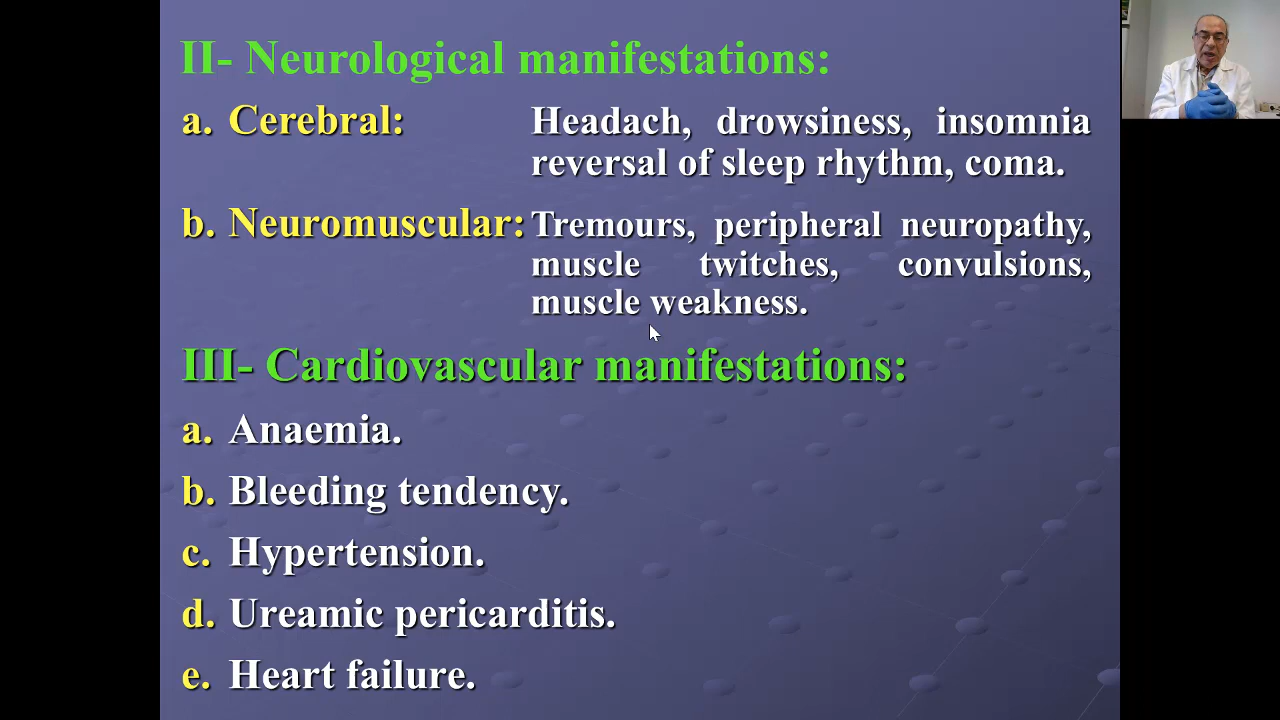 II- Neurological manifestations:
a. Cerebral: Headach, drowsiness, insomnia
reversal of sleep rhythm, coma.
b. Neuromuscular: Tremours, peripheral neuropathy,
muscle twitches, convulsions,
muscle weakness.
III- Cardiovascular manifestations:
a. Anaemia.
b. Bleeding tendency.
c. Hypertension.
d. Ureamic pericarditis.
e. Heart failure.